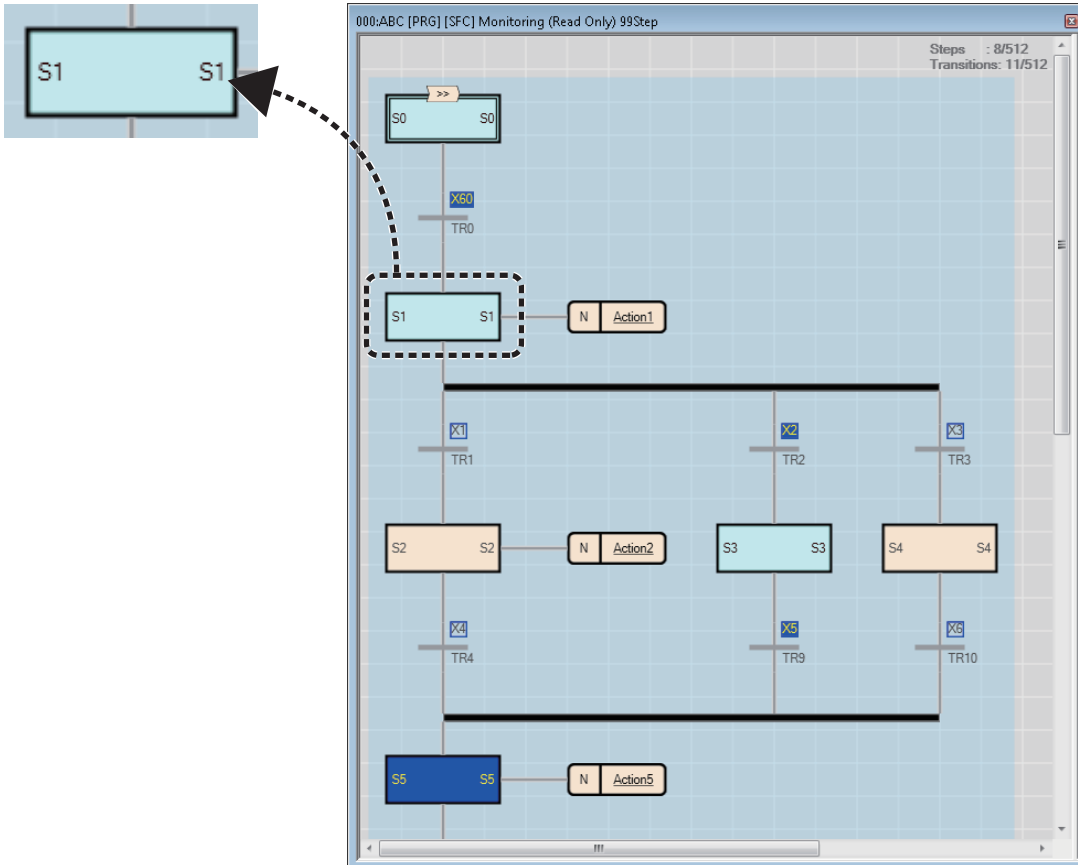 S1 S1
000:ABC [PRG] [SFC] Monitoring (Read Only) 99Step
Steps : 8/512
Transitions: 11/512
>>
S0 S0
X60
TR0
S1 S1 N Action1
X1 X2 X3
TR1 TR2 TR3
S2 S2 N Action2 S3 S3 S4 S4
X4 X5 X6
TR4 TR9 TR10
S5 S5 N Action5